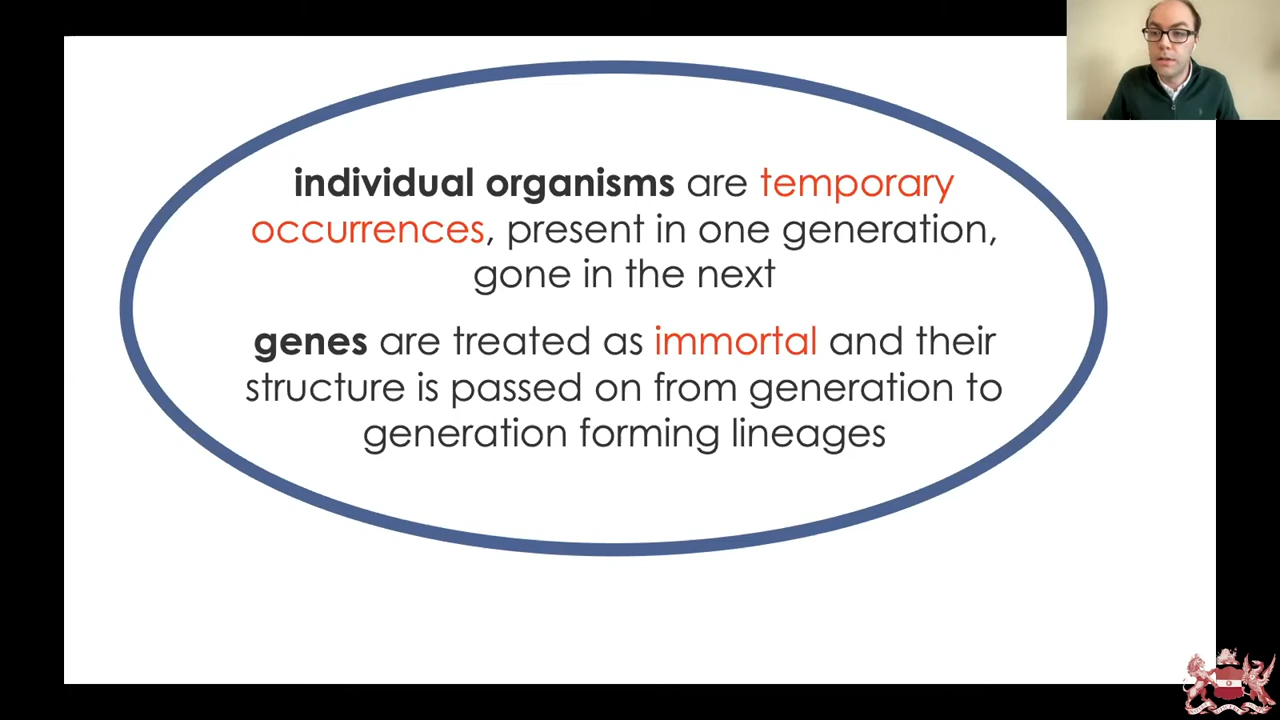 individual organisms are temporary
occurrences, present in one generation,
gone in the next
genes are treated as immortal and their
structure is passed on from generation to
generation forming lineages